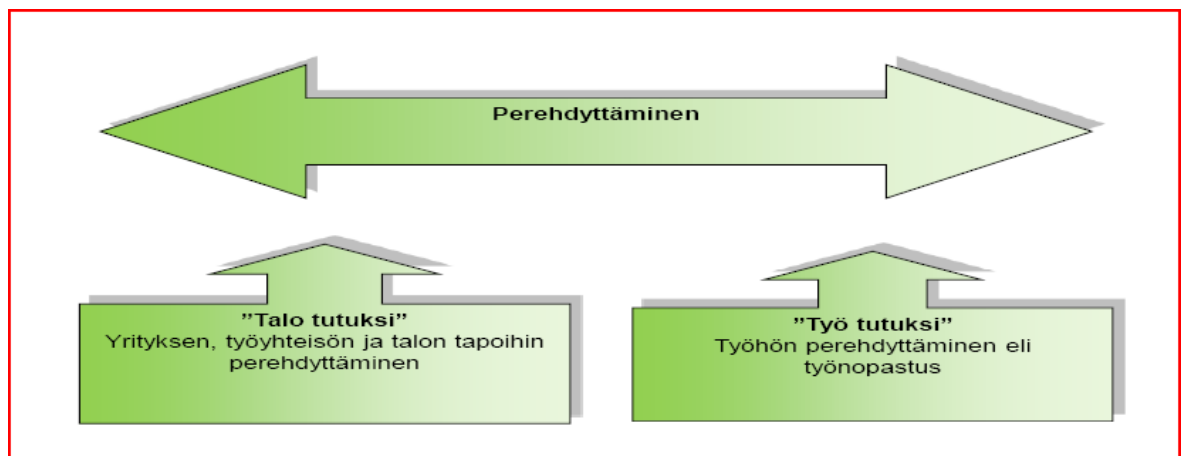 Perehdyttäminen
”Talo tutuksi”
Yrityksen, työyhteisön ja talon tapoihin
perehdyttäminen
”Työ tutuksi”
Työhön perehdyttäminen eli
työnopastus